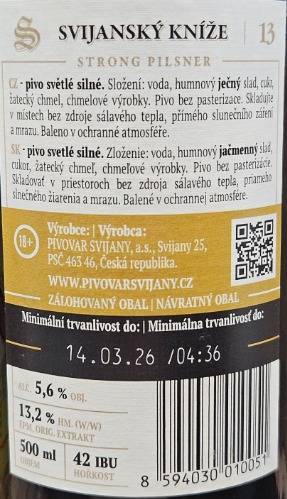 S SVIJANSKÝ KNÍŽE 13
STRONG PILSNER
CZ - pivo světlé silné. Složení: voda, humnový ječný slad, cukr,
žatecký chmel, chmelové výrobky. Pivo bez pasterizace. Skladujte
v místech bez zdroje sálavého tepla, přímého slunečního záření
a mrazu. Baleno v ochranné atmosféře.
SK - pivo svetlé silné. Zloženie: voda, humnový jačmenný slad,
cukor, žatecký chmeľ, chmeľové výrobky. Pivo bez pasterizácie.
Skladovať v priestoroch bez zdroja sálavého tepla, priameho
slnečného žiarenia a mrazu. Balené v ochrannej atmosfére.
18+
Výrobce: | Výrobca:
PIVOVAR SVIJANY, a.s., Svijany 25,
PSČ 463 46, Česká republika.
WWW.PIVOVARSVIJANY.CZ
ZÁLOHOVANÝ OBAL | NÁVRATNÝ OBAL
Minimální trvanlivost do: | Minimálna trvanlivosť do:
14.03.26 /04:36
ALC. 5,6 % OBJ.
13,2 % HM. (W/W)
EPM, ORIG. EXTRAKT
500 ml
OBJEM
42 IBU
HORKOST
8 594030 010051